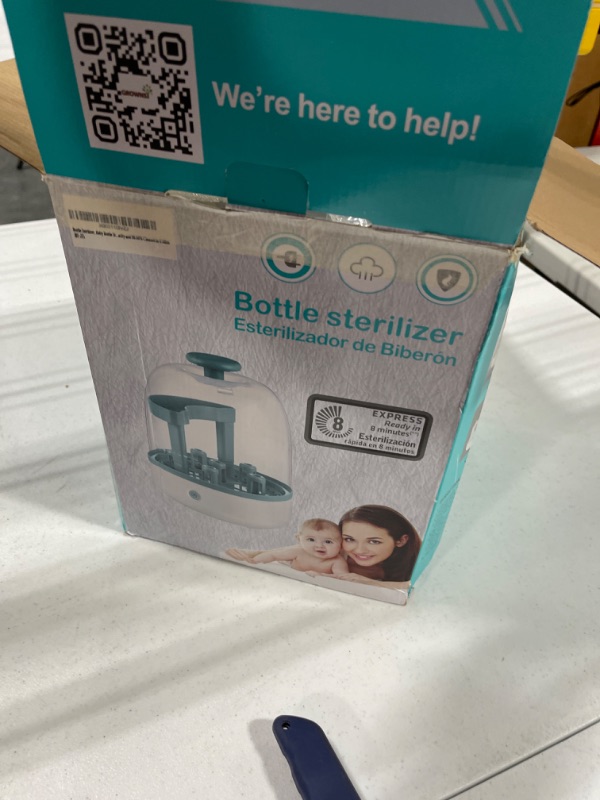 We're here to help!
Bottle sterilizer
Esterilizador de Biberón
8
EXPRESS
Ready in
8 minutes
Esterilización
rápida en 8 minutos